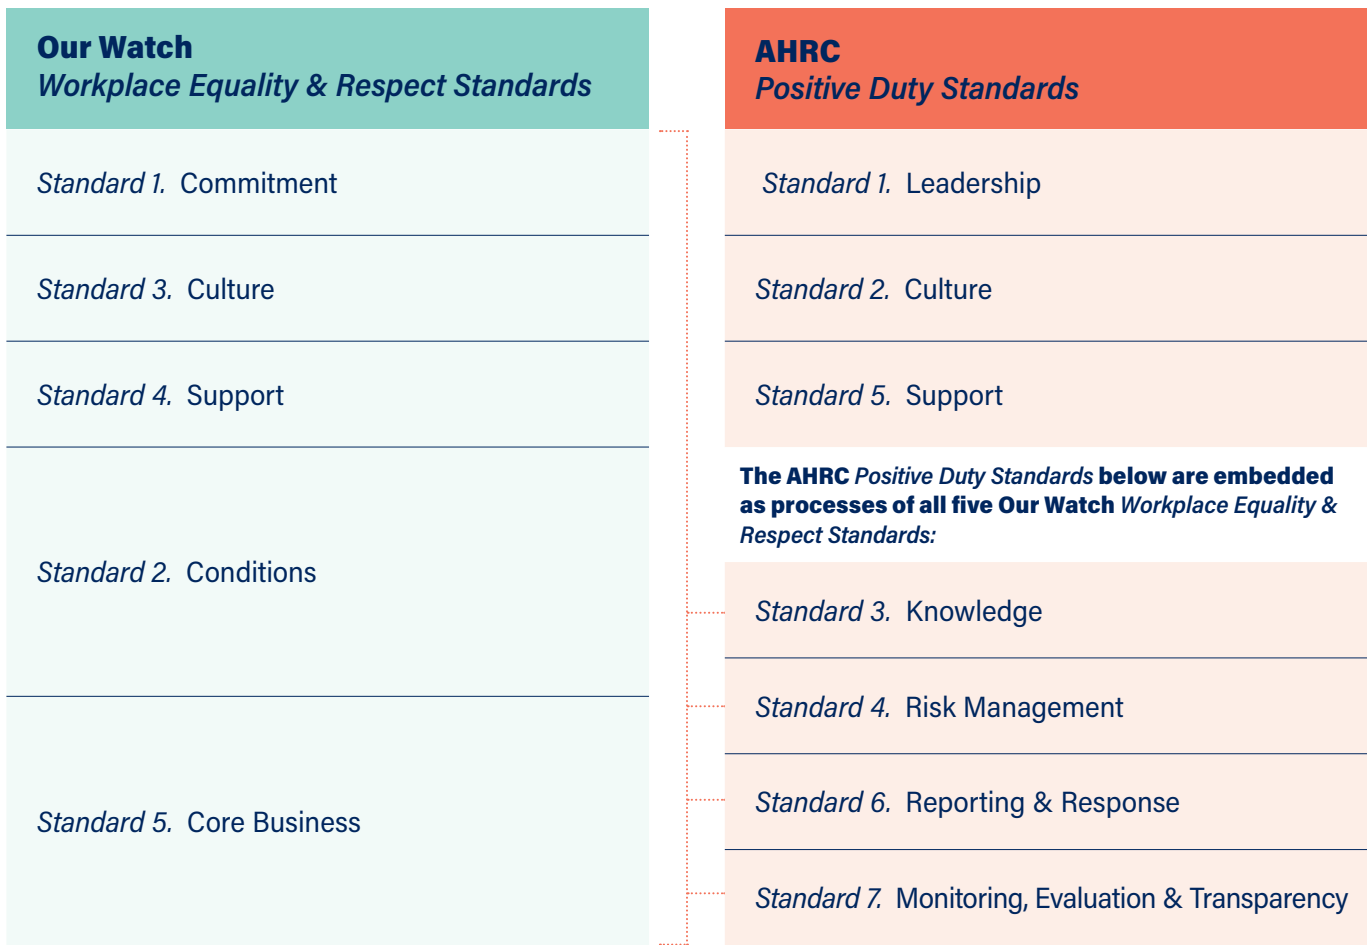 Our Watch
Workplace Equality & Respect Standards
Standard 1. Commitment
Standard 3. Culture
Standard 4. Support
Standard 2. Conditions
Standard 5. Core Business
AHRC
Positive Duty Standards
Standard 1. Leadership
Standard 2. Culture
Standard 5. Support
The AHRC Positive Duty Standards below are embedded
as processes of all five Our Watch Workplace Equality &
Respect Standards:
Standard 3. Knowledge
Standard 4. Risk Management
Standard 6. Reporting & Response
Standard 7. Monitoring, Evaluation & Transparency